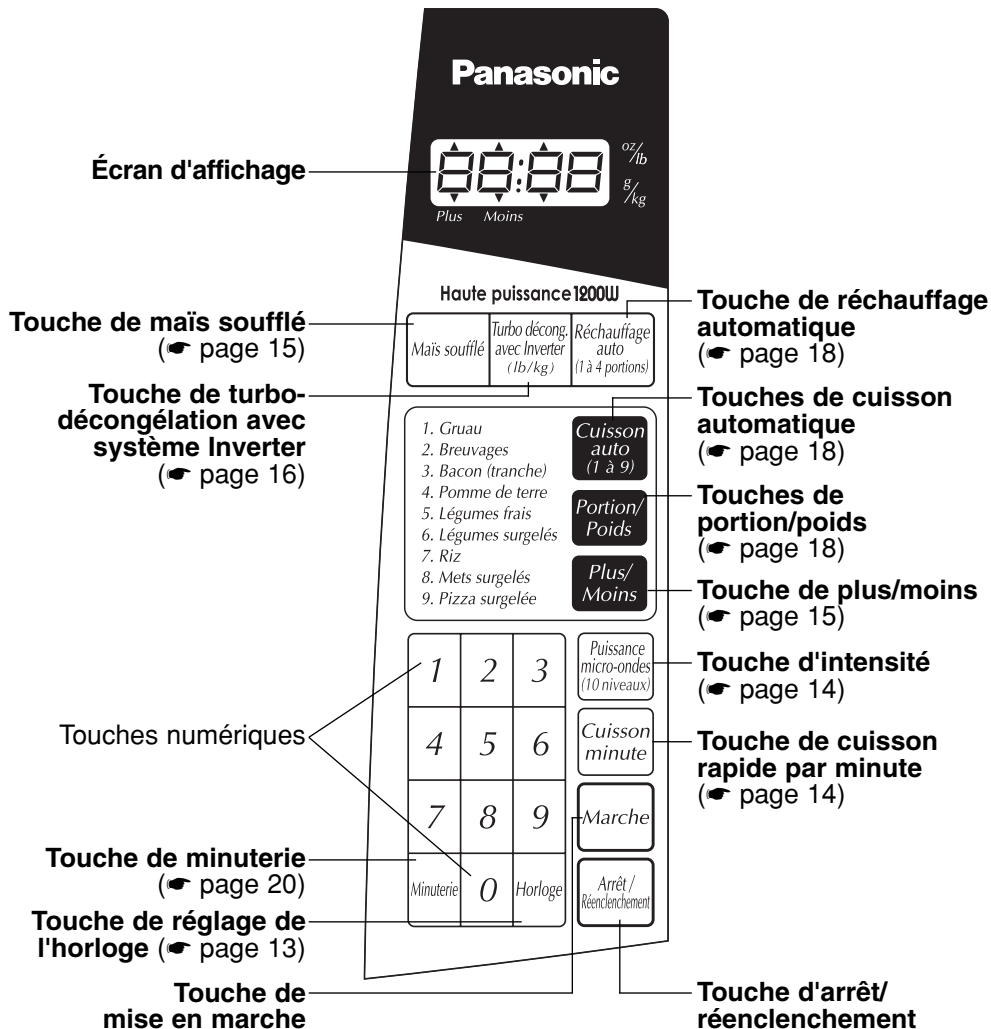 Panasonic
Écran d'affichage
88:88
oz/lb
g/kg
Plus Moins
Haute puissance 1200W
Touche de maïs soufflé
(☛ page 15)
Maïs soufflé
Turbo décong.
avec Inverter
(lb/kg)
Réchauffage
auto
(1 à 4 portions)
Touche de réchauffage
automatique
(☛ page 18)
Touche de turbo-
décongélation avec
système Inverter
(☛ page 16)
1. Gruau
2. Breuvages
3. Bacon (tranche)
4. Pomme de terre
5. Légumes frais
6. Légumes surgelés
7. Riz
8. Mets surgelés
9. Pizza surgelée
Cuisson
auto
(1 à 9)
Portion/
Poids
Plus/
Moins
Touches de cuisson
automatique
(☛ page 18)
Touches de
portion/poids
(☛ page 18)
Touche de plus/moins
(☛ page 15)
Touches numériques
1 2 3
4 5 6
7 8 9
Minuterie 0 Horloge
Puissance
micro-ondes
(10 niveaux)
Cuisson
minute
Marche
Arrêt /
Réenclenchement
Touche d'intensité
(☛ page 14)
Touche de cuisson
rapide par minute
(☛ page 14)
Touche de minuterie
(☛ page 20)
Touche de réglage de
l'horloge (☛ page 13)
Touche de
mise en marche
Touche d'arrêt/
réenclenchement